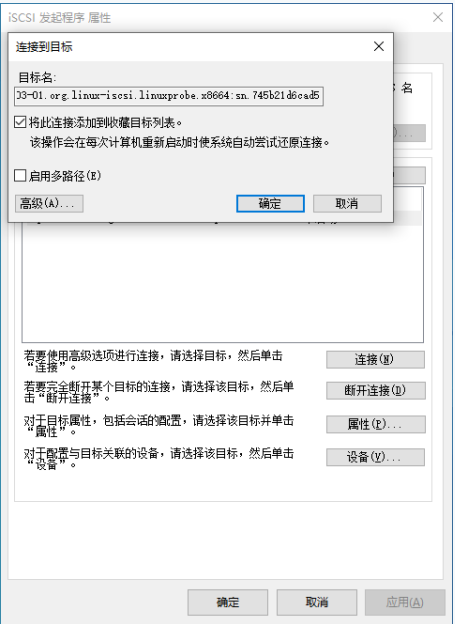 iSCSI 发起程序 属性
连接到目标
目标名:
03-01.org.linux-iscsi.linuxprobe.x8664:sn.745b21d6cad5
名
将此连接添加到收藏目标列表。
该操作会在每次计算机重新启动时使系统自动尝试还原连接。
启用多路径(E)
高级(A)...
确定
取消
若要使用高级选项进行连接，请选择目标，然后单击
“连接”。
连接(N)
若要完全断开某个目标的连接，请选择该目标，然后单
击“断开连接”。
断开连接(D)
对于目标属性，包括会话的配置，请选择该目标并单击
“属性”。
属性(P)...
对于配置与目标关联的设备，请选择该目标，然后单击
“设备”。
设备(V)...
确定
取消
应用(A)